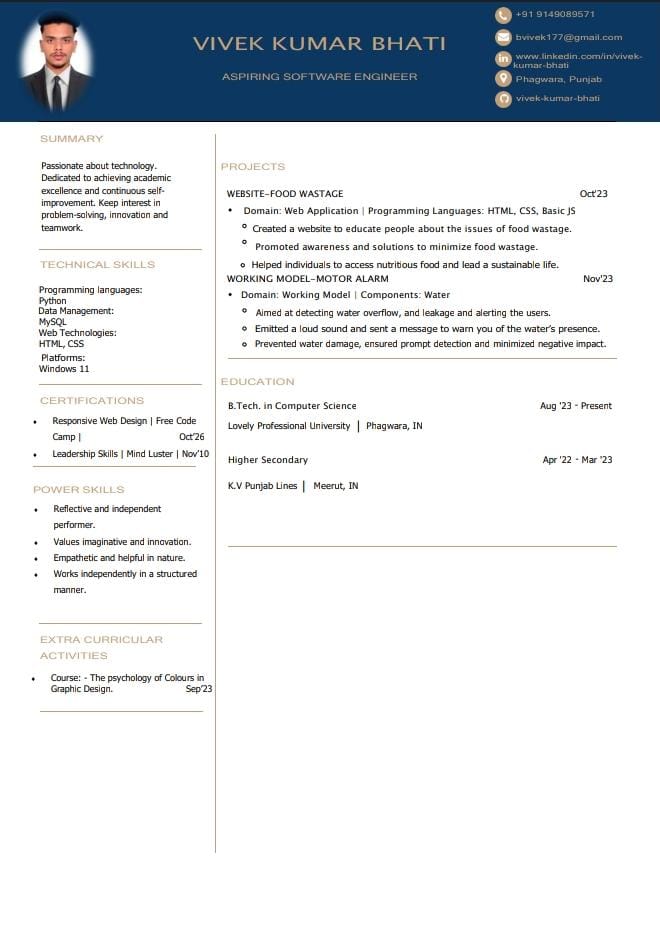 VIVEK KUMAR BHATI
ASPIRING SOFTWARE ENGINEER
+91 9149089571
bvivek177@gmail.com
www.linkedin.com/in/vivek-
kumar-bhati
Phagwara, Punjab
vivek-kumar-bhati
SUMMARY
Passionate about technology.
Dedicated to achieving academic
excellence and continuous self-
improvement. Keep interest in
problem-solving, innovation and
teamwork.
TECHNICAL SKILLS
Programming languages:
Python
Data Management:
MySQL
Web Technologies:
HTML, CSS
Platforms:
Windows 11
CERTIFICATIONS
• Responsive Web Design | Free Code
Camp | Oct'26
• Leadership Skills | Mind Luster | Nov'10
POWER SKILLS
• Reflective and independent
performer.
• Values imaginative and innovation.
• Empathetic and helpful in nature.
• Works independently in a structured
manner.
EXTRA CURRICULAR
ACTIVITIES
• Course: - The psychology of Colours in
Graphic Design. Sep'23
PROJECTS
WEBSITE-FOOD WASTAGE Oct'23
• Domain: Web Application | Programming Languages: HTML, CSS, Basic JS
o Created a website to educate people about the issues of food wastage.
o Promoted awareness and solutions to minimize food wastage.
o Helped individuals to access nutritious food and lead a sustainable life.
WORKING MODEL-MOTOR ALARM Nov'23
• Domain: Working Model | Components: Water
o Aimed at detecting water overflow, and leakage and alerting the users.
o Emitted a loud sound and sent a message to warn you of the water's presence.
o Prevented water damage, ensured prompt detection and minimized negative impact.
EDUCATION
B.Tech. in Computer Science Aug '23 - Present
Lovely Professional University | Phagwara, IN
Higher Secondary Apr '22 - Mar '23
K.V Punjab Lines | Meerut, IN